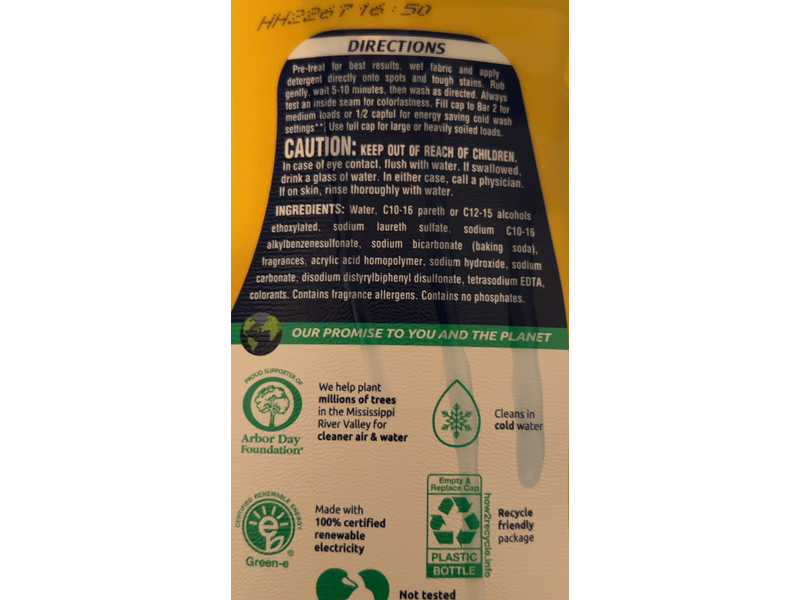 HH226T 16:50
DIRECTIONS
Pre-treat for best results, wet fabric and apply
detergent directly onto spots and tough stains. Rub
gently, wait 5-10 minutes, then wash as directed. Always
test an inside seam for colorfastness. Fill cap to Bar 2 for
medium loads or 1/2 capful for energy saving cold wash
settings**. Use full cap for large or heavily soiled loads.
CAUTION: KEEP OUT OF REACH OF CHILDREN.
In case of eye contact, flush with water. If swallowed,
drink a glass of water. In either case, call a physician.
If on skin, rinse thoroughly with water.
INGREDIENTS: Water, C10-16 pareth or C12-15 alcohols
ethoxylated, sodium laureth sulfate, sodium C10-16
alkylbenzenesulfonate, sodium bicarbonate (baking soda),
fragrances, acrylic acid homopolymer, sodium hydroxide, sodium
carbonate, disodium distyrylbiphenyl disulfonate, tetrasodium EDTA,
colorants. Contains fragrance allergens. Contains no phosphates.
OUR PROMISE TO YOU AND THE PLANET
PROUD SUPPORTER OF
Arbor Day
Foundation®
We help plant
millions of trees
in the Mississippi
River Valley for
cleaner air & water
Cleans in
cold water
CERTIFIED RENEWABLE ENERGY
Green-e
®
Made with
100% certified
renewable
electricity
Empty &
Replace Cap
PLASTIC
BOTTLE
how2recycle.info
Recycle
friendly
package
Not tested